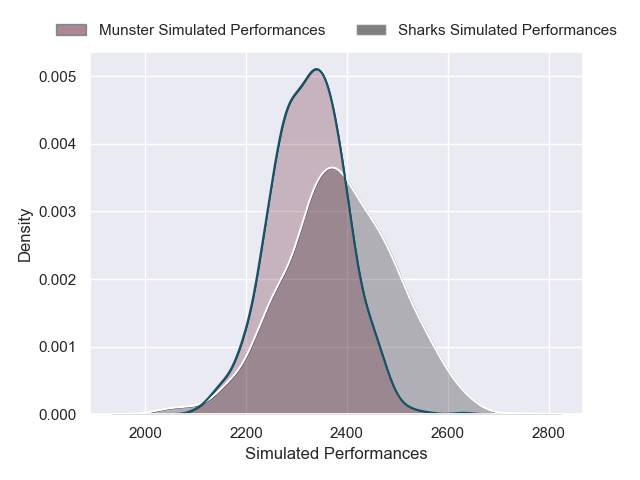 Munster Simulated Performances Sharks Simulated Performances
0.005
0.004
0.003
0.002
0.001
0.000
Density
2000 2200 2400 2600 2800
Simulated Performances